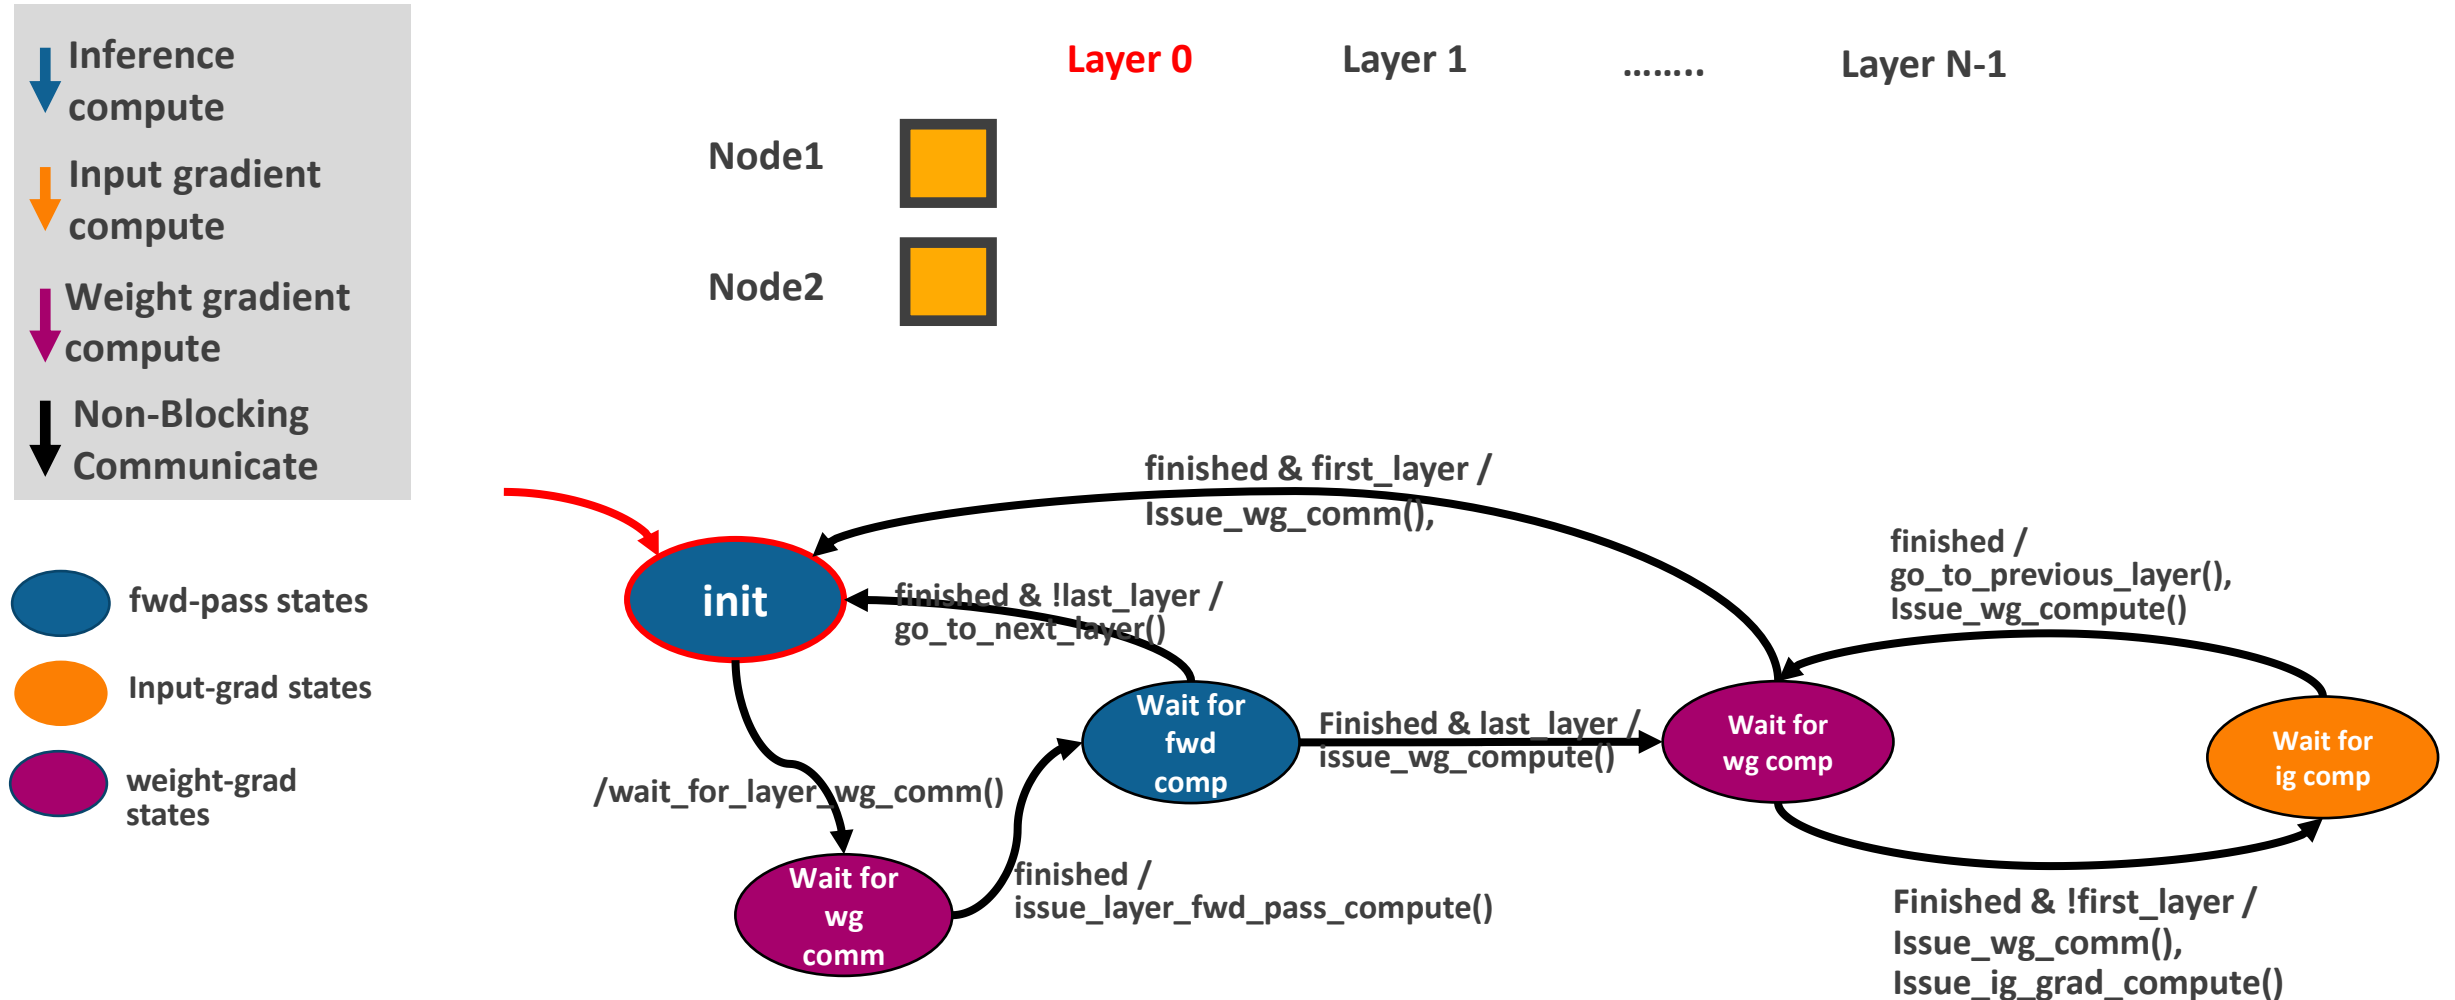 Inference
compute
Input gradient
compute
Weight gradient
compute
Non-Blocking
Communicate
Layer 0
Layer 1
........
Layer N-1
Node1
Node2
fwd-pass states
Input-grad states
weight-grad
states
finished & first_layer /
Issue_wg_comm(),
init
finished & !last_layer /
go_to_next_layer()
/wait_for_layer_wg_comm()
Wait for
wg
comm
finished /
issue_layer_fwd_pass_compute()
Wait for
fwd
comp
Finished & last_layer /
issue_wg_compute()
Wait for
wg comp
finished /
go_to_previous_layer(),
Issue_wg_compute()
Wait for
ig comp
Finished & !first_layer /
Issue_wg_comm(),
Issue_ig_grad_compute()